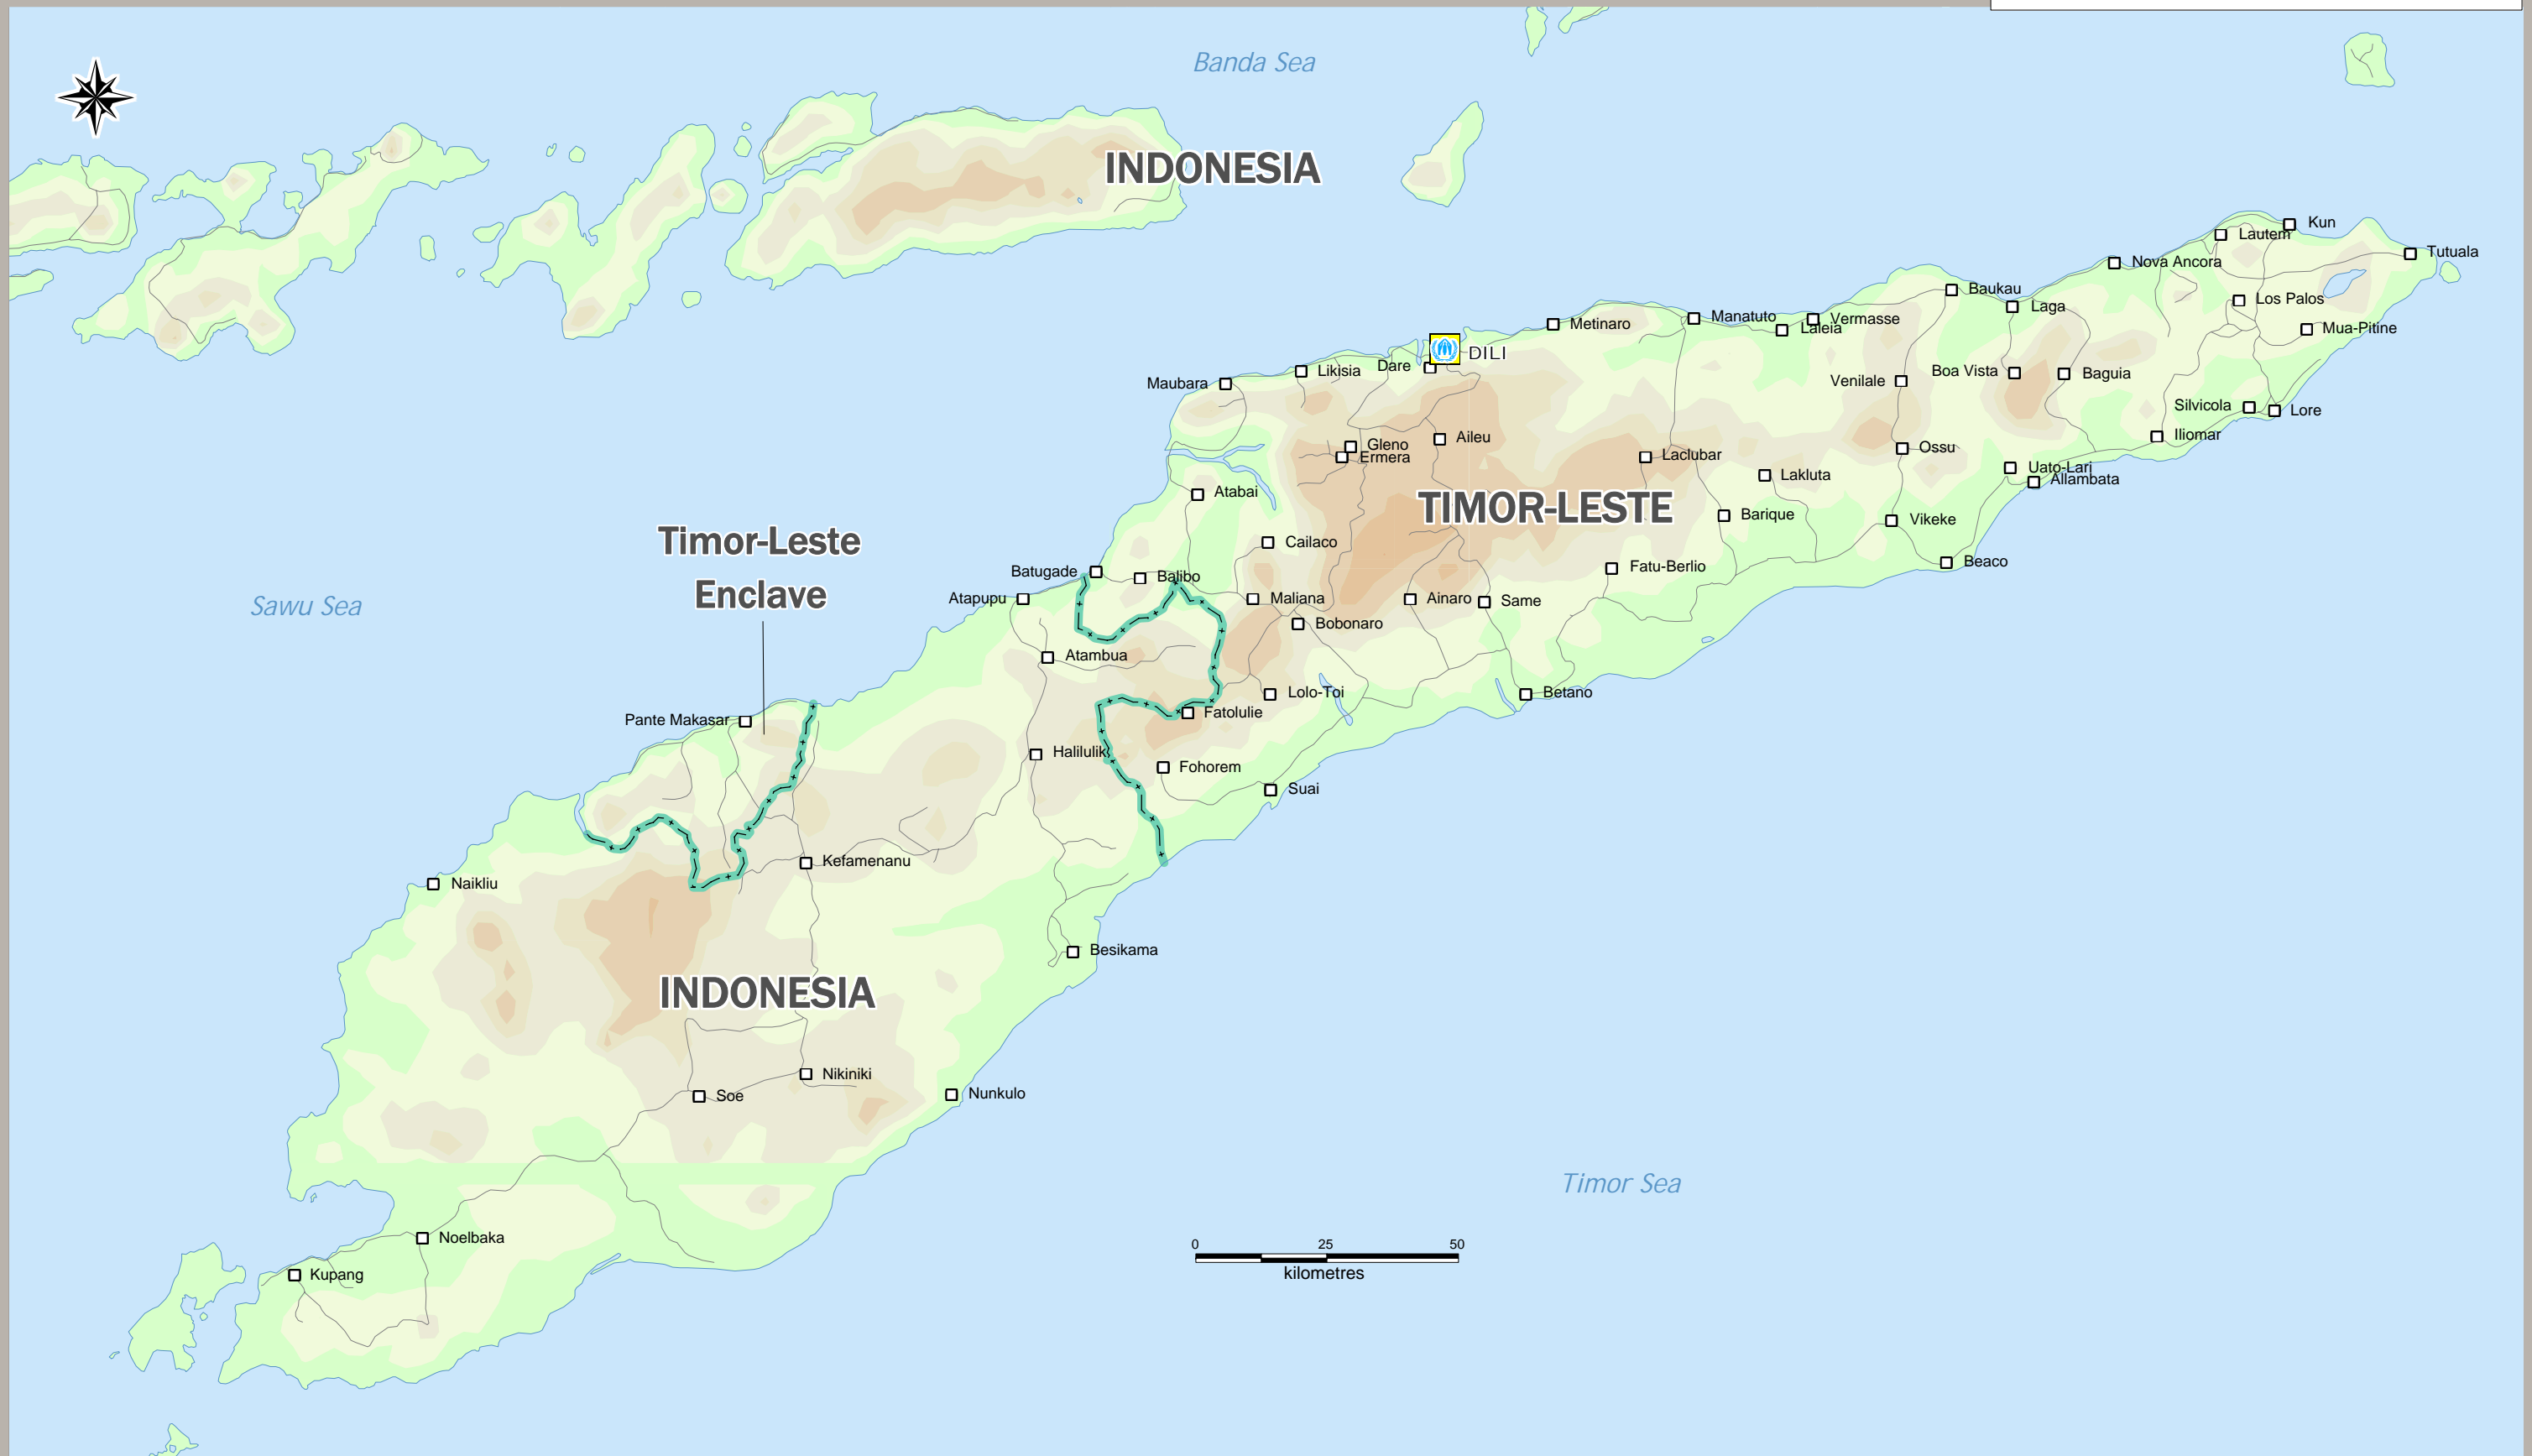 Banda Sea
INDONESIA
Kun
Lautem
Tutuala
Nova Ancora
Baukau
Los Palos
Laga
Manatuto
Vermasse
Metinaro
Laleia
Mua-Pitine
DILI
Dare
Likisia
Maubara
Venilale
Boa Vista
Baguia
Silvicola
Lore
Iliomar
Aileu
Gleno
Ermera
Ossu
Laclubar
Uato-Lari
Lakluta
Allambata
Atabai
TIMOR-LESTE
Barique
Vikeke
Timor-Leste
Enclave
Cailaco
Beaco
Fatu-Berlio
Batugade
Balibo
Atapupu
Maliana
Ainaro
Same
Sawu Sea
Bobonaro
Atambua
Lolo-Toi
Betano
Fatolulie
Pante Makasar
Halilulik
Fohorem
Suai
Kefamenanu
Naikliu
Besikama
INDONESIA
Nikiniki
Soe
Nunkulo
Timor Sea
Noelbaka
0 25 50
kilometres
Kupang